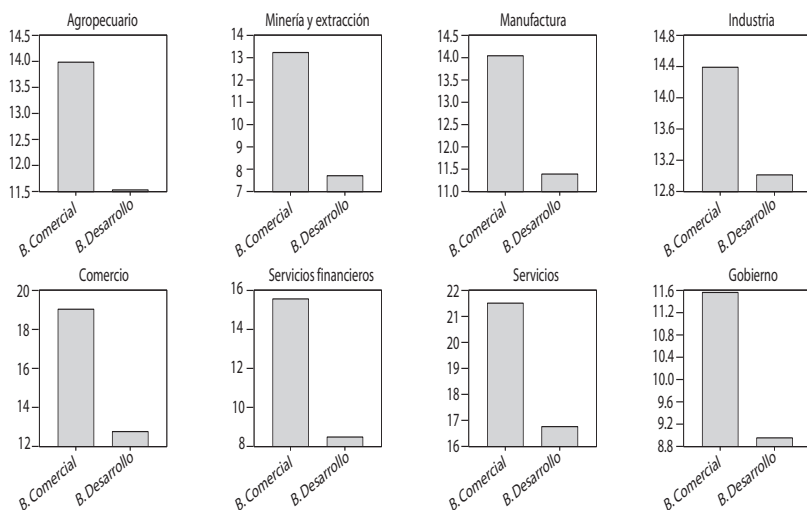 Agropecuario
14.5
14.0
13.5
13.0
12.5
12.0
11.5
B. Comercial
B. Desarrollo
Minería y extracción
14
13
12
11
10
9
8
7
B. Comercial
B. Desarrollo
Manufactura
14.5
14.0
13.5
13.0
12.5
12.0
11.5
11.0
B. Comercial
B. Desarrollo
Industria
14.8
14.4
14.0
13.6
13.2
12.8
B. Comercial
B. Desarrollo
Comercio
20
18
16
14
12
B. Comercial
B. Desarrollo
Servicios financieros
16
14
12
10
8
B. Comercial
B. Desarrollo
Servicios
22
21
20
19
18
17
16
B. Comercial
B. Desarrollo
Gobierno
11.6
11.2
10.8
10.4
10.0
9.6
9.2
8.8
B. Comercial
B. Desarrollo